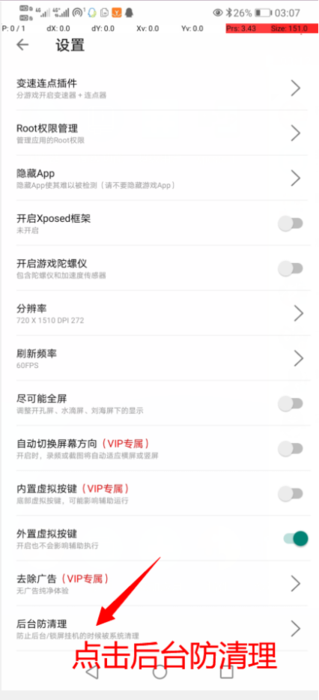 26% 03:07
P: 0 / 1 dX: 0.0 dY: 0.0 Xv: 0.0 Yv: 0.0 Prs: 3.43 Size: 151.0
设置
变速连点插件
分游戏开启变速器 + 连点器
Root权限管理
管理应用的Root权限
隐藏App
隐藏App使其难以被检测（请不要隐藏游戏App）
开启Xposed框架
未开启
开启游戏陀螺仪
包含陀螺仪和加速度传感器
分辨率
720 X 1510 DPI 272
刷新频率
60FPS
尽可能全屏
调整开孔屏、水滴屏、刘海屏下的显示
自动切换屏幕方向（VIP专属）
开启时，录频或截图将自动适应横屏或竖屏
内置虚拟按键（VIP专属）
底部虚拟按键，可能影响辅助运行
外置虚拟按键
开启也不会影响辅助执行
去除广告（VIP专属）
无广告纯净体验
后台防清理
防止后台/锁屏挂机的时候被系统清理
点击后台防清理